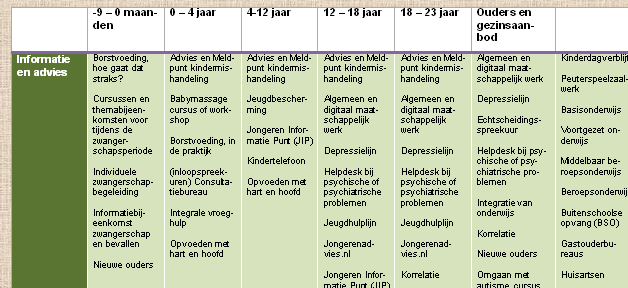 -9 – 0 maan-
den
0 – 4 jaar
4-12 jaar
12 – 18 jaar
18 – 23 jaar
Ouders en
gezinsaan-
bod
Informatie
en advies
Borstvoeding,
hoe gaat dat
straks?
Cursussen en
themabijeen-
komsten voor
tijdens de
zwanger-
schapsperiode
Individuele
zwangerschap-
begeleiding
Informatiebij-
eenkomst
zwangerschap
en bevallen
Nieuwe ouders
Advies en Meld-
punt kindermis-
handeling
Babymassage
cursus of work-
shop
Borstvoeding, in
de praktijk
(inloopspreek-
uren) Consulta-
tiebureau
Integrale vroeg-
hulp
Opvoeden met
hart en hoofd
Advies en Meld-
punt kindermis-
handeling
Jeugdbescher-
ming
Jongeren Infor-
matie Punt (JIP)
Kindertelefoon
Opvoeden met
hart en hoofd
Advies en Meld-
punt kindermis-
handeling
Algemeen en
digitaal maat-
schappelijk
werk
Depressielijn
Helpdesk bij
psychische of
psychiatrische
problemen
Jeugdhulplijn
Jongerenad-
vies.nl
Jongeren Infor-
matie Punt (JIP)
Advies en Meld-
punt kindermis-
handeling
Algemeen en
digitaal maat-
schappelijk
werk
Depressielijn
Helpdesk bij
psychische of
psychiatrische
problemen
Jeugdhulplijn
Jongerenad-
vies.nl
Korrelatie
Algemeen en
digitaal maat-
schappelijk werk
Depressielijn
Echtscheidings-
spreekuur
Helpdesk bij psy-
chische of psy-
chiatrische pro-
blemen
Integratie van
onderwijs
Korrelatie
Nieuwe ouders
Omgaan met
autisme cursus
Kinderdagverblijf
Peuterspeelzaal-
werk
Basisonderwijs
Voortgezet on-
derwijs
Middelbaar be-
roepsonderwijs
Beroepsonderwij
Buitenschoolse
opvang (BSO)
Gastouderbu-
reaus
Huisartsen